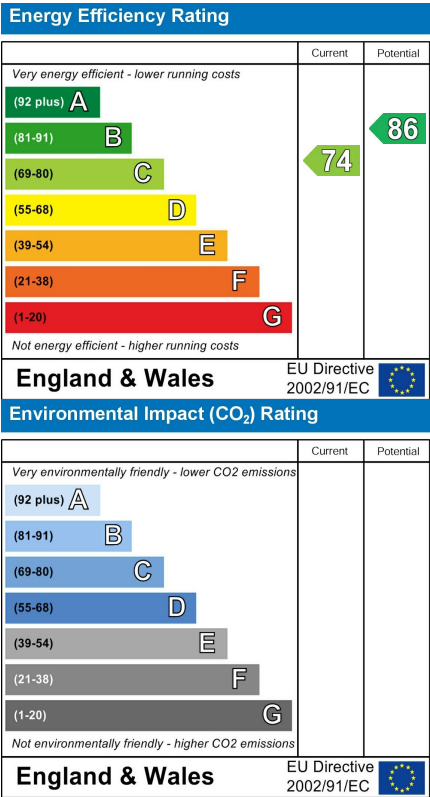 Energy Efficiency Rating
Current Potential
Very energy efficient - lower running costs
(92 plus) A
(81-91) B
(69-80) C
(55-68) D
(39-54) E
(21-38) F
(1-20) G
74
86
Not energy efficient - higher running costs
England & Wales
EU Directive
2002/91/EC
Environmental Impact (CO₂) Rating
Current Potential
Very environmentally friendly - lower CO2 emissions
(92 plus) A
(81-91) B
(69-80) C
(55-68) D
(39-54) E
(21-38) F
(1-20) G
Not environmentally friendly - higher CO2 emissions
England & Wales
EU Directive
2002/91/EC